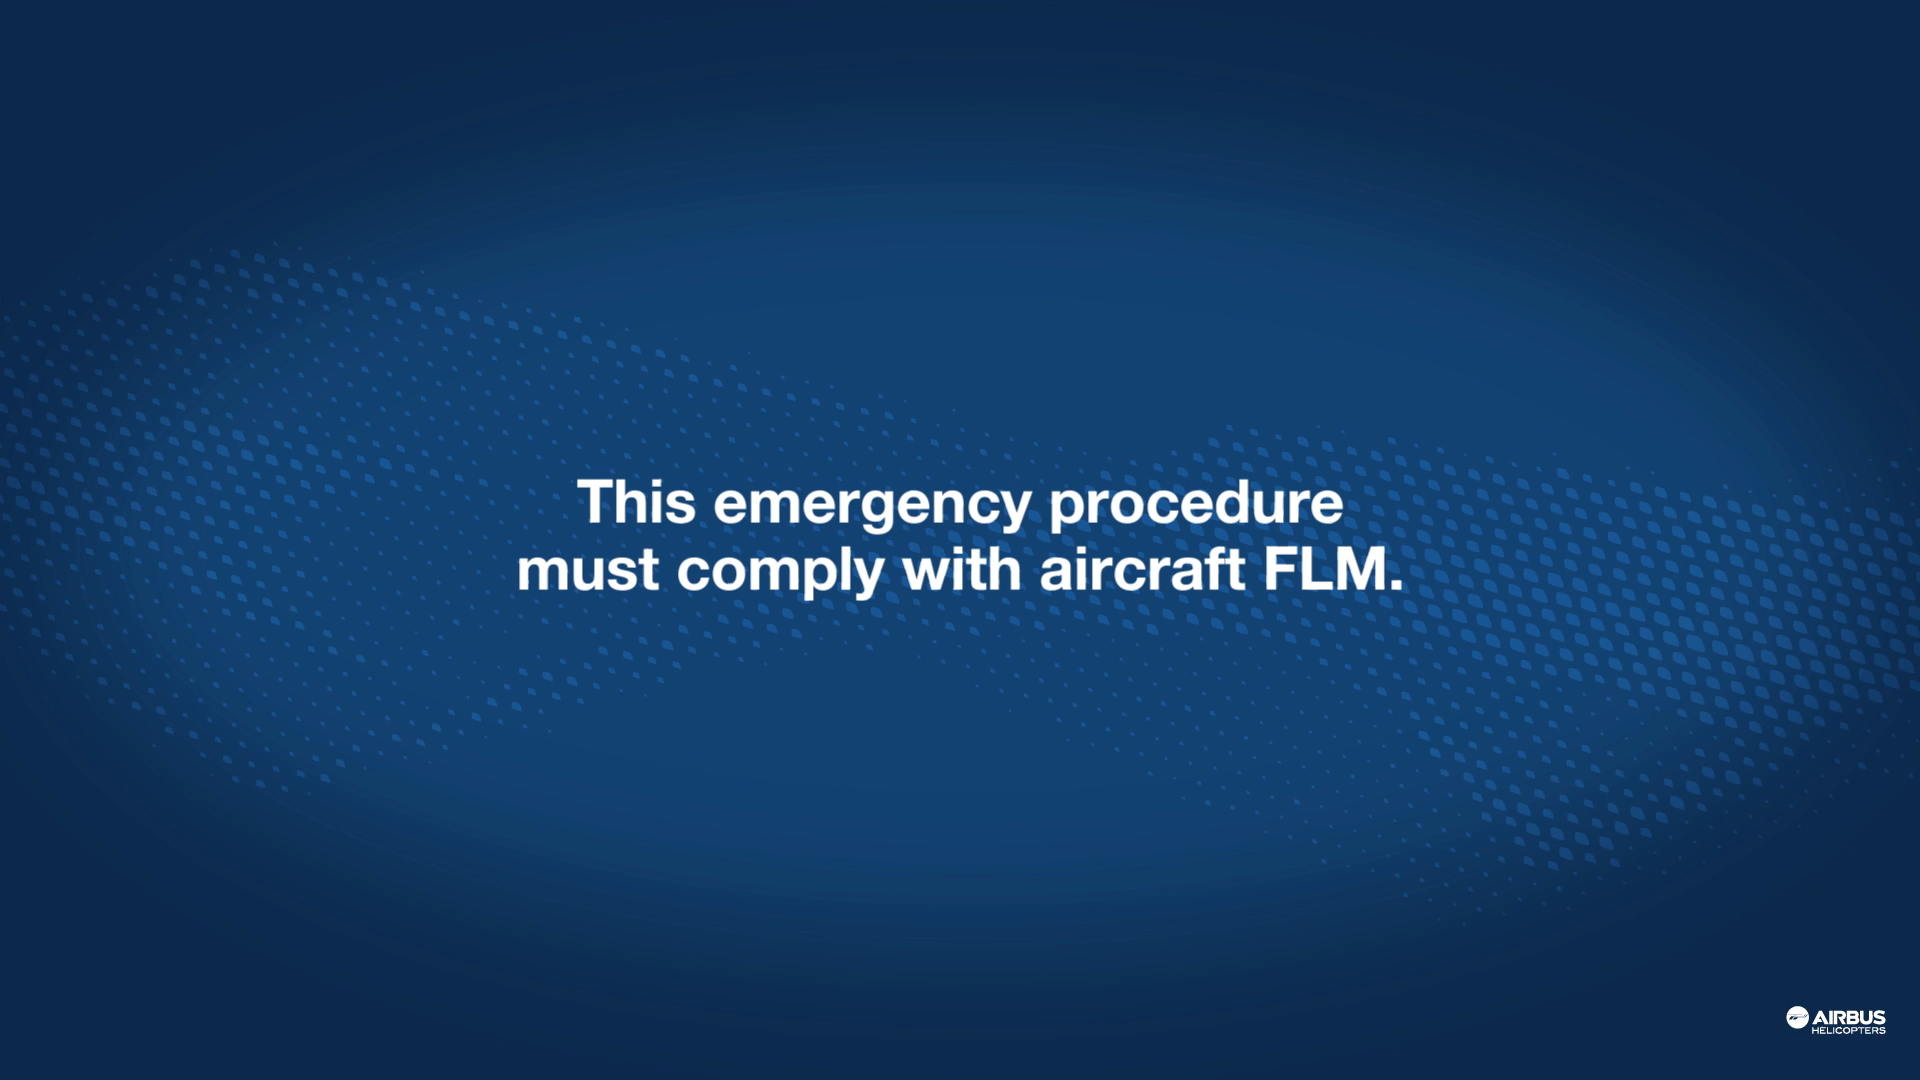 This emergency procedure
must comply with aircraft FLM.
AIRBUS
HELICOPTERS